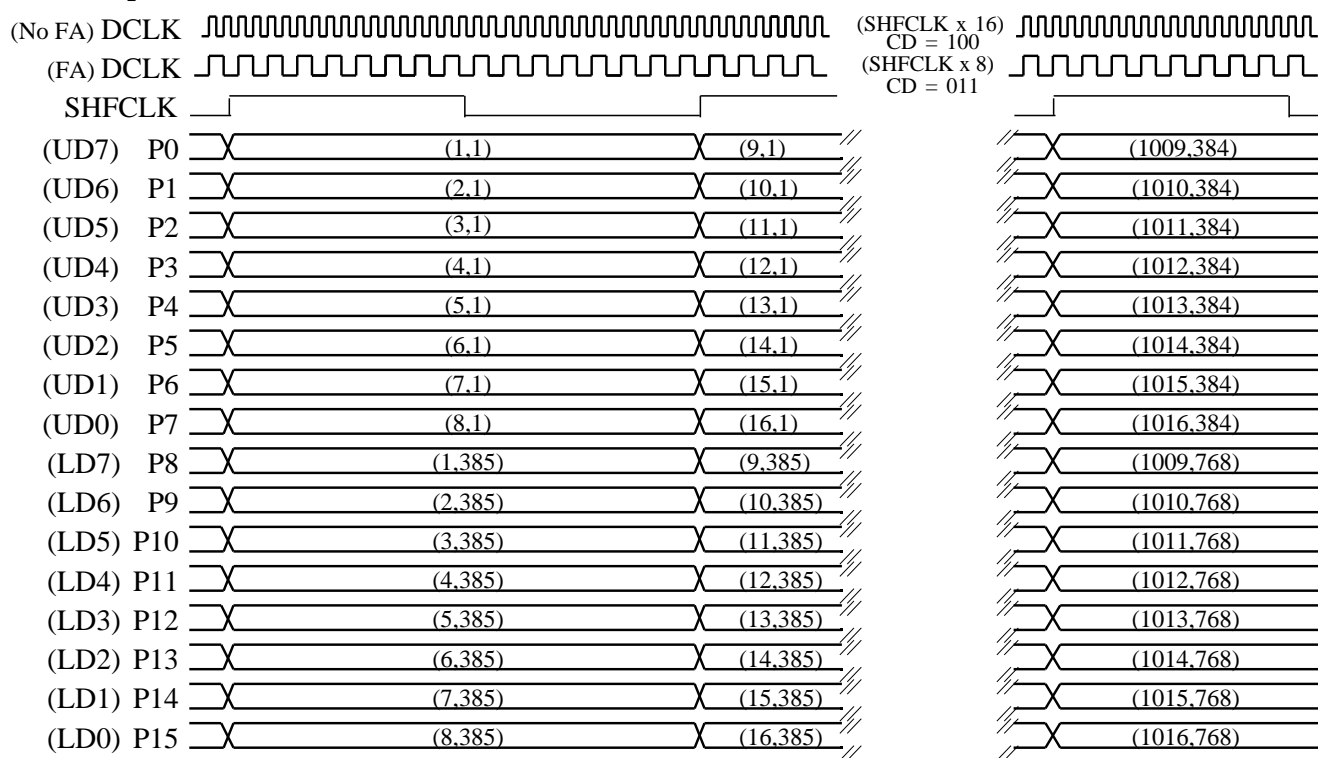 (No FA) DCLK (SHFCLK x 16)
CD = 100
(FA) DCLK (SHFCLK x 8)
CD = 011
SHFCLK
(UD7) P0 (1,1) (9,1) (1009,384)
(UD6) P1 (2,1) (10,1) (1010,384)
(UD5) P2 (3,1) (11,1) (1011,384)
(UD4) P3 (4,1) (12,1) (1012,384)
(UD3) P4 (5,1) (13,1) (1013,384)
(UD2) P5 (6,1) (14,1) (1014,384)
(UD1) P6 (7,1) (15,1) (1015,384)
(UD0) P7 (8,1) (16,1) (1016,384)
(LD7) P8 (1,385) (9,385) (1009,768)
(LD6) P9 (2,385) (10,385) (1010,768)
(LD5) P10 (3,385) (11,385) (1011,768)
(LD4) P11 (4,385) (12,385) (1012,768)
(LD3) P12 (5,385) (13,385) (1013,768)
(LD2) P13 (6,385) (14,385) (1014,768)
(LD1) P14 (7,385) (15,385) (1015,768)
(LD0) P15 (8,385) (16,385) (1016,768)